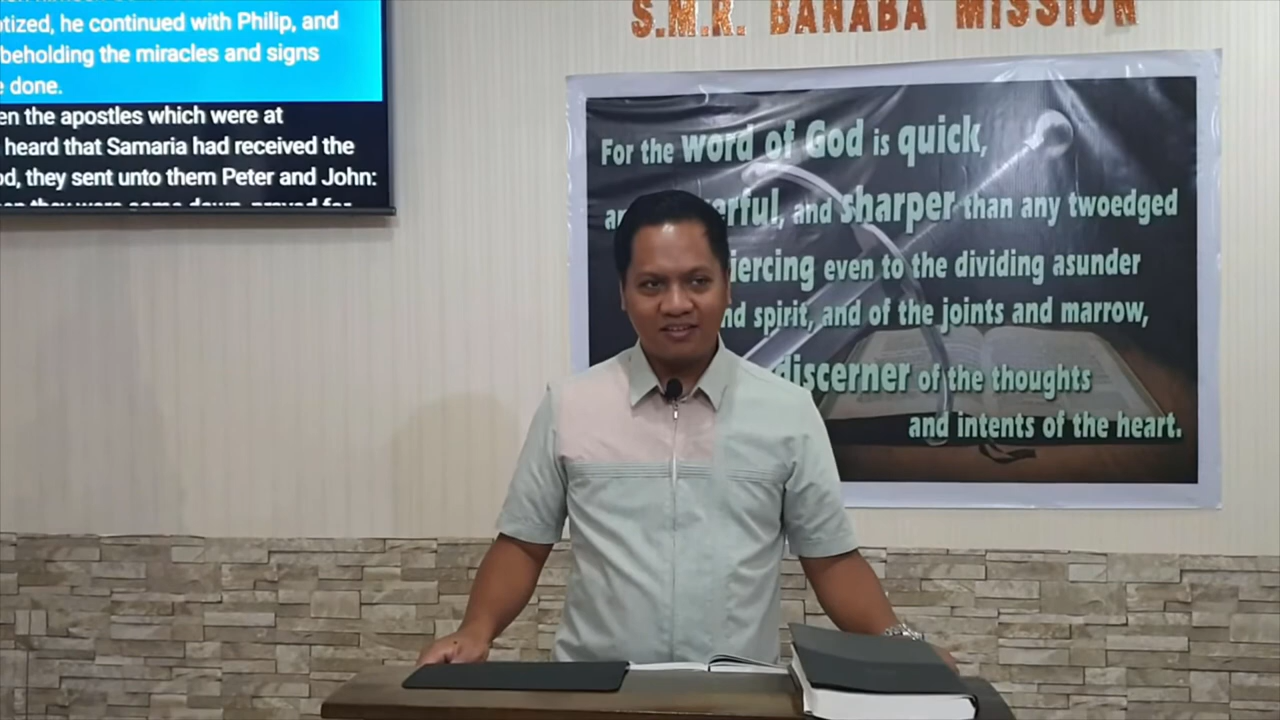 tized, he continued with Philip, and
beholding the miracles and signs
e done.
en the apostles which were at
heard that Samaria had received the
od, they sent unto them Peter and John:
S.M.R. BANABA MISSION
For the word of God is quick,
and sharper than any twoedged
iercing even to the dividing asunder
nd spirit, and of the joints and marrow,
discerner of the thoughts
and intents of the heart.